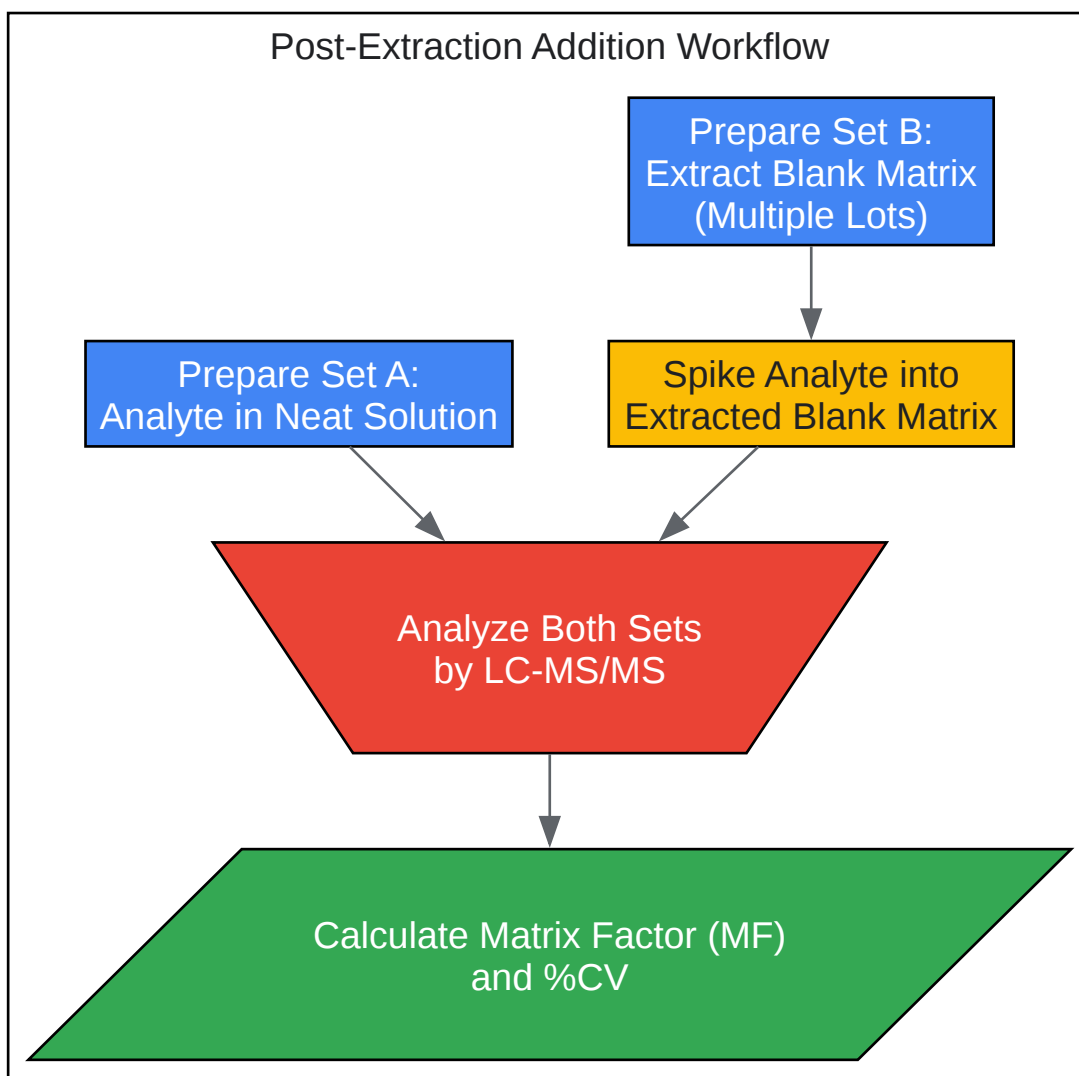 Post-Extraction Addition Workflow
Prepare Set B:
Extract Blank Matrix
(Multiple Lots)
Prepare Set A:
Analyte in Neat Solution
Spike Analyte into
Extracted Blank Matrix
Analyze Both Sets
by LC-MS/MS
Calculate Matrix Factor (MF)
and %CV